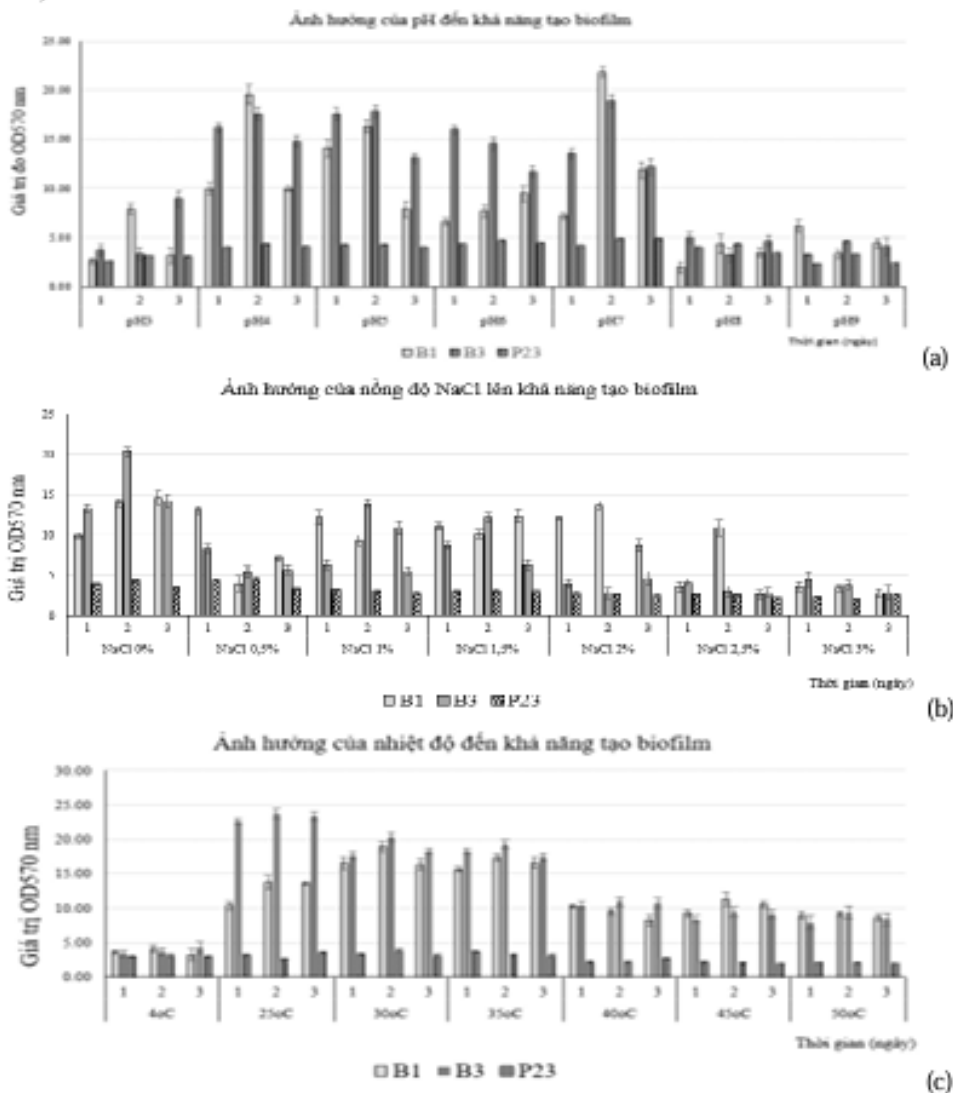 Ảnh hưởng của pH đến khả năng tạo biofilm
Giá trị đo OD570 nm
25.00
20.00
15.00
10.00
5.00
0.00
1 2 3 1 2 3 1 2 3 1 2 3 1 2 3 1 2 3 1 2 3
pH3 pH4 pH5 pH6 pH7 pH8 pH9
Thời gian (ngày)
B1 B3 P23
(a)
Ảnh hưởng của nồng độ NaCl lên khả năng tạo biofilm
Giá trị OD570 nm
25
20
15
10
5
0
1 2 3 1 2 3 1 2 3 1 2 3 1 2 3 1 2 3 1 2 3
NaCl 0% NaCl 0,5% NaCl 1% NaCl 1,5% NaCl 2% NaCl 2,5% NaCl 3%
Thời gian (ngày)
B1 B3 P23
(b)
Ảnh hưởng của nhiệt độ đến khả năng tạo biofilm
Giá trị OD570 nm
30.00
25.00
20.00
15.00
10.00
5.00
0.00
1 2 3 1 2 3 1 2 3 1 2 3 1 2 3 1 2 3 1 2 3
4oC 25oC 30oC 35oC 40oC 45oC 50oC
Thời gian (ngày)
B1 B3 P23
(c)